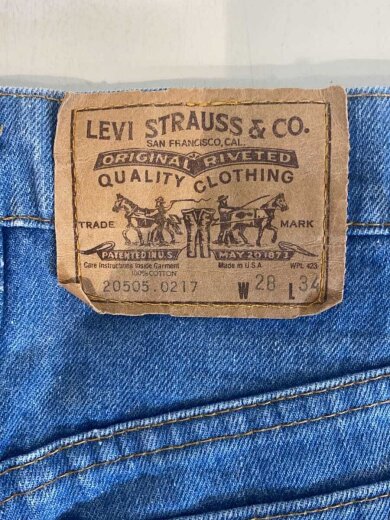 LEVI STRAUSS & CO.
SAN FRANCISCO, CAL.
ORIGINAL RIVETED
QUALITY CLOTHING
TRADE MARK
PATENTED IN U.S. MAY 20 1873
Care Instructions Inside Garment Made in U.S.A. WPL 423
100% COTTON
20505.0217 W 28 L 34